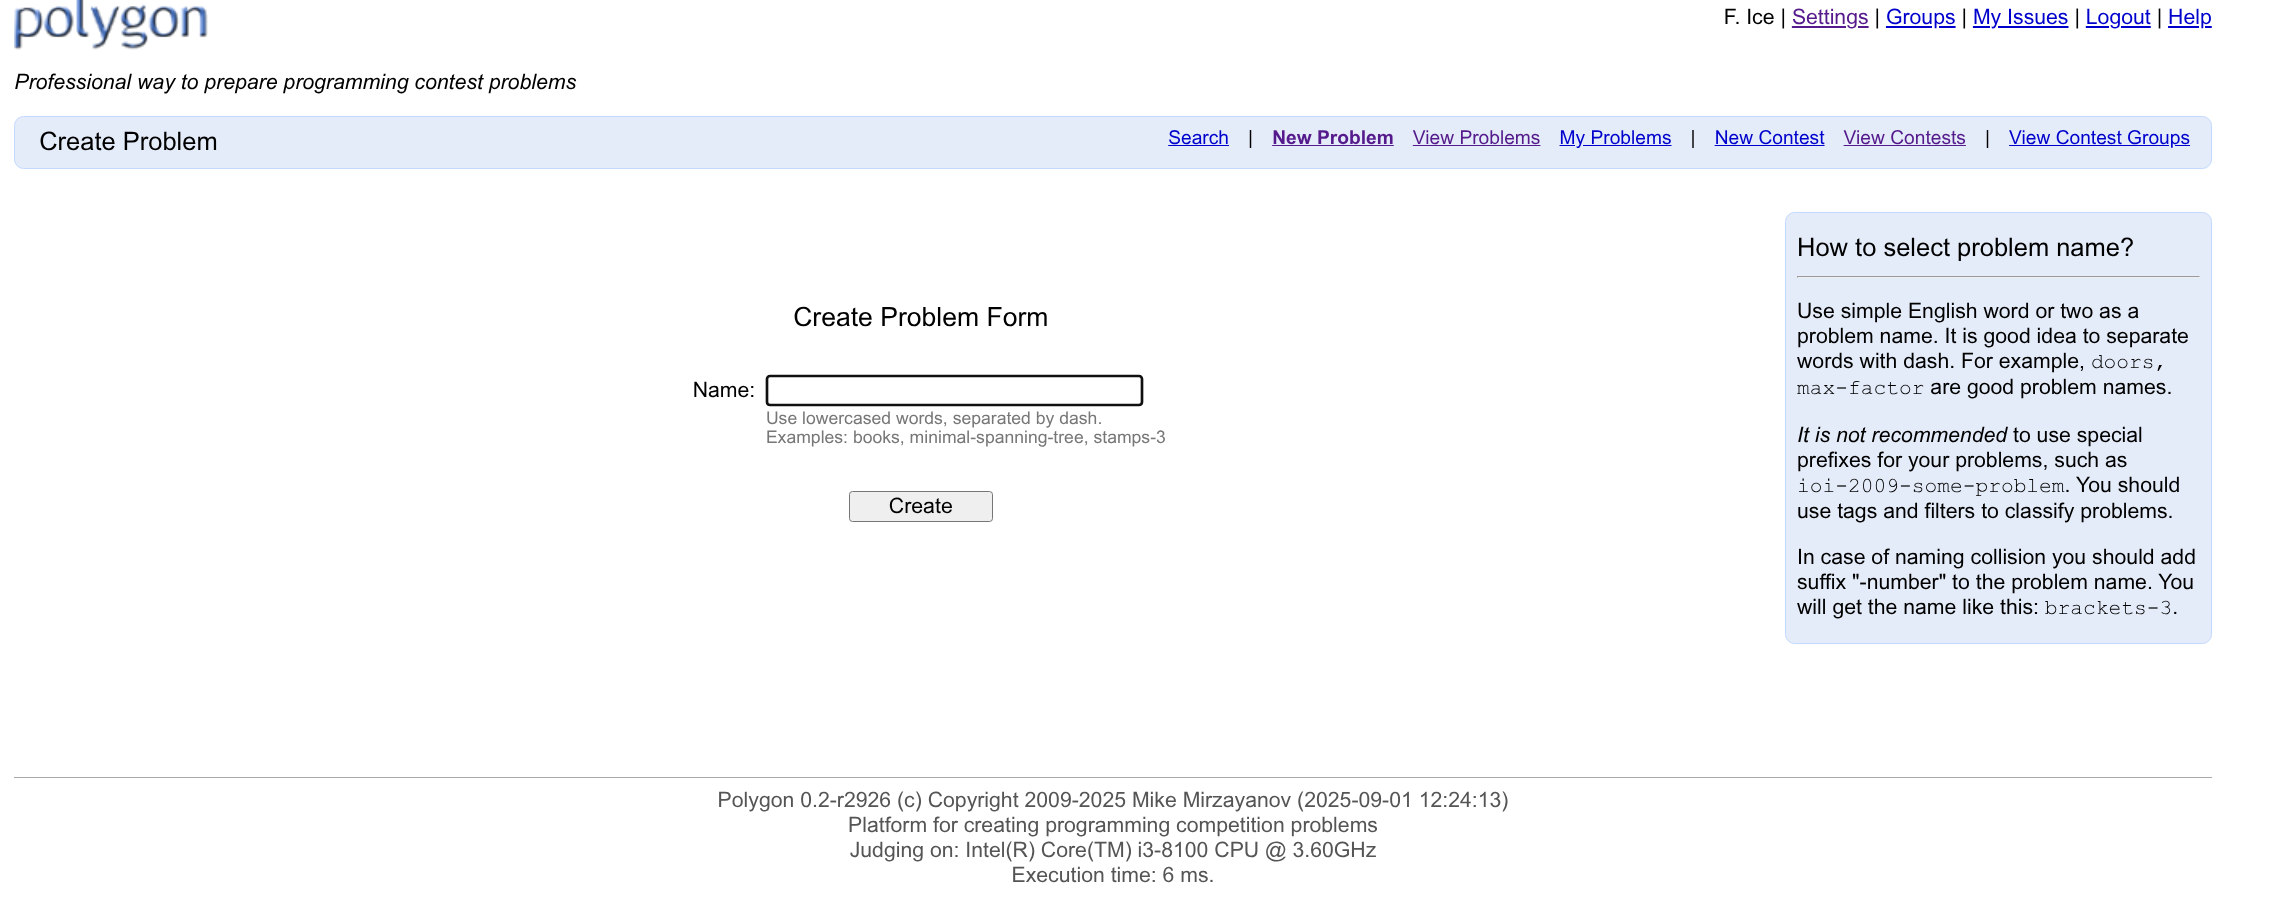 polygon
F. Ice | Settings | Groups | My Issues | Logout | Help
Professional way to prepare programming contest problems
Create Problem
Search | New Problem View Problems My Problems | New Contest View Contests | View Contest Groups
Create Problem Form
Name:
Use lowercased words, separated by dash.
Examples: books, minimal-spanning-tree, stamps-3
Create
How to select problem name?
Use simple English word or two as a
problem name. It is good idea to separate
words with dash. For example, doors,
max-factor are good problem names.
It is not recommended to use special
prefixes for your problems, such as
ioi-2009-some-problem. You should
use tags and filters to classify problems.
In case of naming collision you should add
suffix "-number" to the problem name. You
will get the name like this: brackets-3.
Polygon 0.2-r2926 (c) Copyright 2009-2025 Mike Mirzayanov (2025-09-01 12:24:13)
Platform for creating programming competition problems
Judging on: Intel(R) Core(TM) i3-8100 CPU @ 3.60GHz
Execution time: 6 ms.